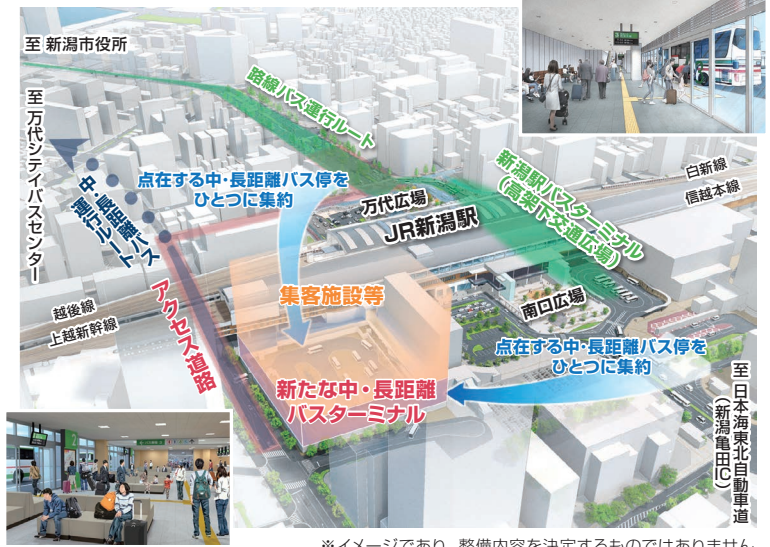 至 新潟市役所
路線バス運行ルート
至 万代シテイバスセンター
中・長距離バス
運行ルート
点在する中・長距離バス停を
ひとつに集約
万代広場
JR新潟駅
新潟駅バスターミナル
(高架下交通広場)
白新線
信越本線
越後線
上越新幹線
アクセス道路
集客施設等
南口広場
新たな中・長距離
バスターミナル
点在する中・長距離バス停を
ひとつに集約
至 日本海東北自動車道
(新潟亀田IC)
2
※イメージであり、整備内容を決定するものではありません